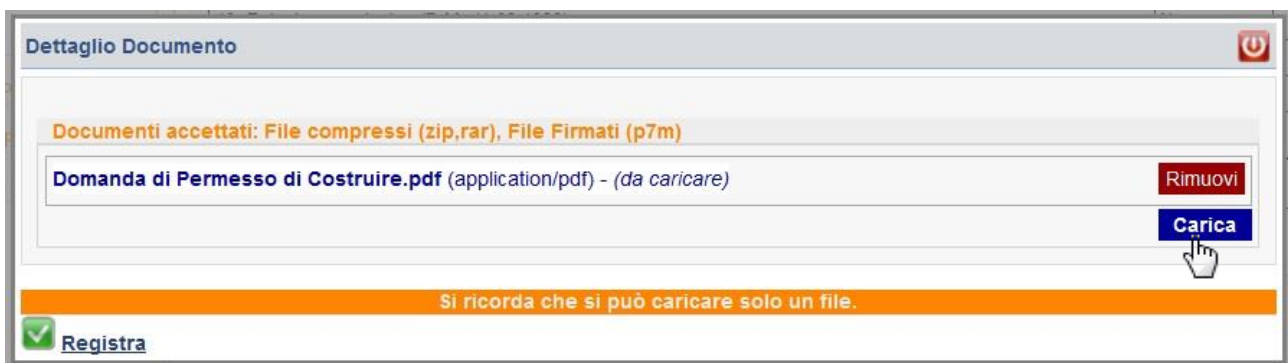 Dettaglio Documento
Documenti accettati: File compressi (zip,rar), File Firmati (p7m)
Domanda di Permesso di Costruire.pdf (application/pdf) - (da caricare) Rimuovi
Carica
Si ricorda che si può caricare solo un file.
Registra